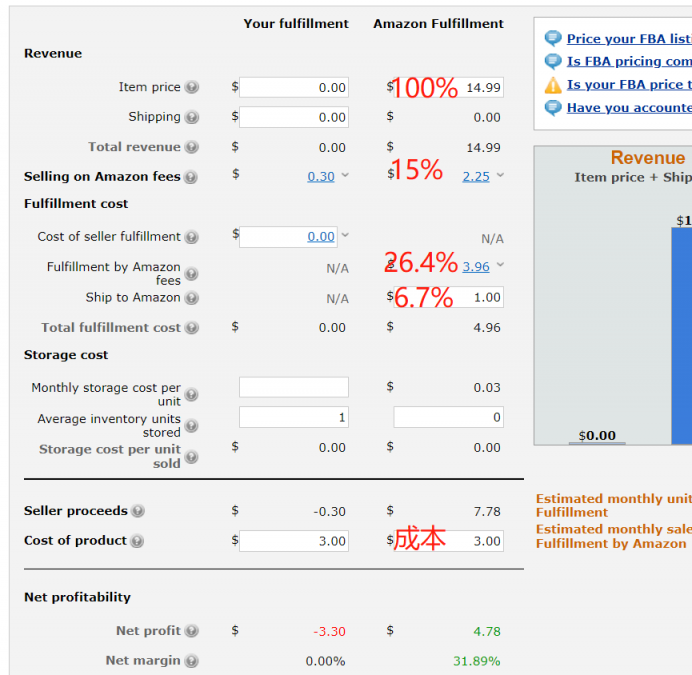 Your fulfillment Amazon Fulfillment
Revenue
Item price $ 0.00 $ 100% 14.99
Shipping $ 0.00 $ 0.00
Total revenue $ 0.00 $ 14.99
Selling on Amazon fees $ 0.30 $ 15% 2.25
Fulfillment cost
Cost of seller fulfillment $ 0.00 N/A
Fulfillment by Amazon
fees N/A 26.4% 3.96
Ship to Amazon N/A $ 6.7% 1.00
Total fulfillment cost $ 0.00 $ 4.96
Storage cost
Monthly storage cost per
unit $ 0.03
Average inventory units
stored 1 0
Storage cost per unit
sold $ 0.00 $ 0.00
Seller proceeds $ -0.30 $ 7.78
Cost of product $ 3.00 $ 成本 3.00
Net profitability
Net profit $ -3.30 $ 4.78
Net margin 0.00% 31.89%
Price your FBA listi
Is FBA pricing com
Is your FBA price t
Have you accounte
Revenue
Item price + Ship
$1
$0.00
Estimated monthly unit
Fulfillment
Estimated monthly sale
Fulfillment by Amazon